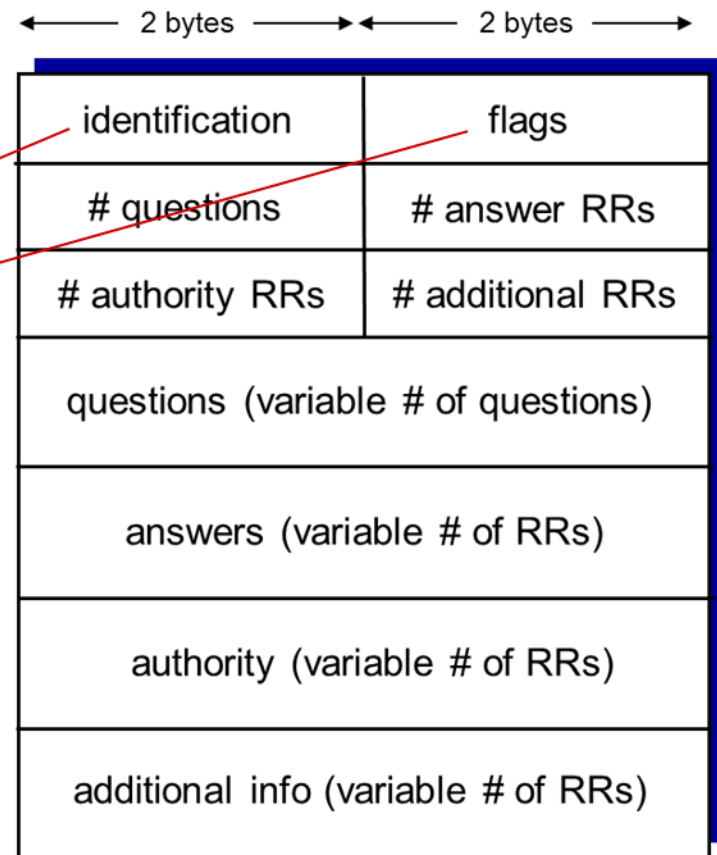 2 bytes 2 bytes
identification flags
# questions # answer RRs
# authority RRs # additional RRs
questions (variable # of questions)
answers (variable # of RRs)
authority (variable # of RRs)
additional info (variable # of RRs)